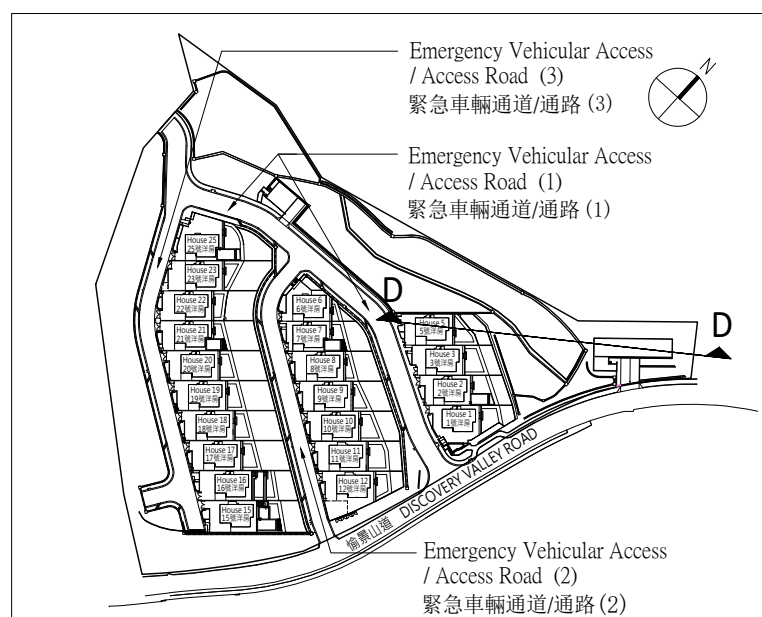 Emergency Vehicular Access
/ Access Road (3)
緊急車輛通道/通路 (3)
N
Emergency Vehicular Access
/ Access Road (1)
緊急車輛通道/通路 (1)
House 25
25號洋房
House 23
23號洋房
House 22
22號洋房
House 21
21號洋房
House 20
20號洋房
House 19
19號洋房
House 18
18號洋房
House 17
17號洋房
House 16
16號洋房
House 15
15號洋房
House 6
6號洋房
House 7
7號洋房
House 8
8號洋房
House 9
9號洋房
House 10
10號洋房
House 11
11號洋房
House 12
12號洋房
D
House 5
5號洋房
House 3
3號洋房
House 2
2號洋房
House 1
1號洋房
D
愉景山道 DISCOVERY VALLEY ROAD
Emergency Vehicular Access
/ Access Road (2)
緊急車輛通道/通路 (2)